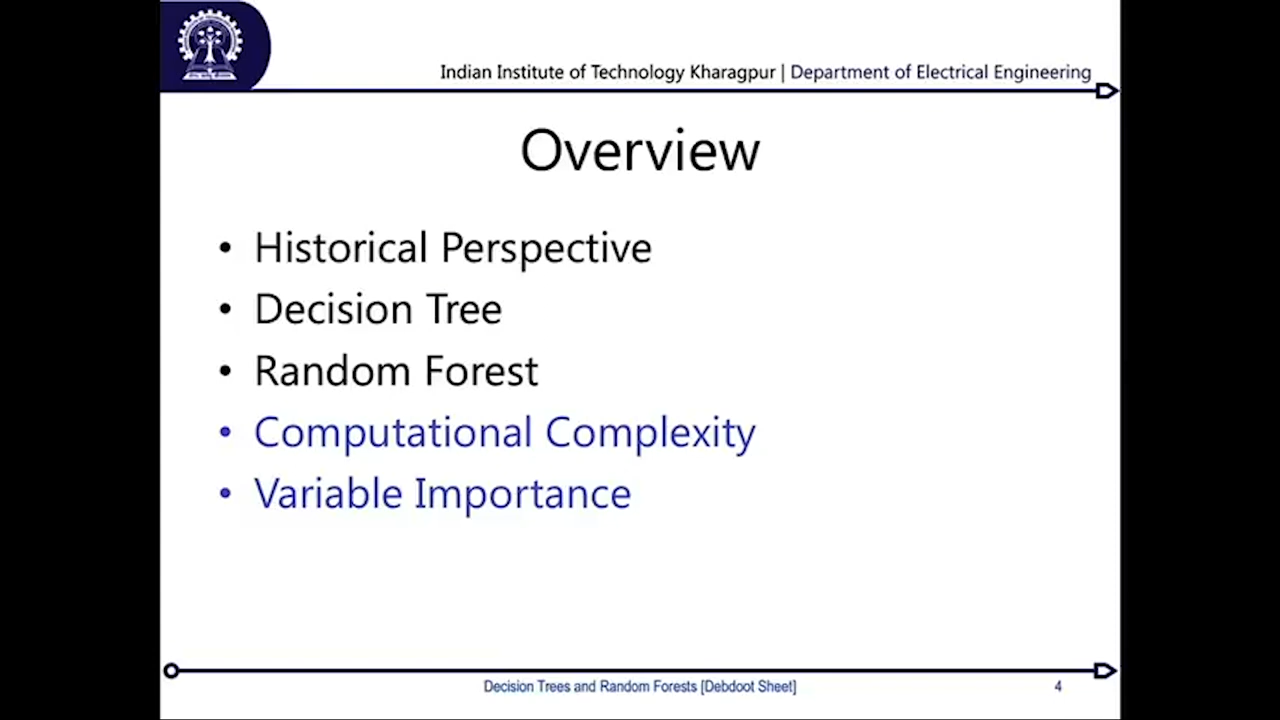 Indian Institute of Technology Kharagpur | Department of Electrical Engineering
Overview
• Historical Perspective
• Decision Tree
• Random Forest
• Computational Complexity
• Variable Importance
Decision Trees and Random Forests [Debdoot Sheet] 4